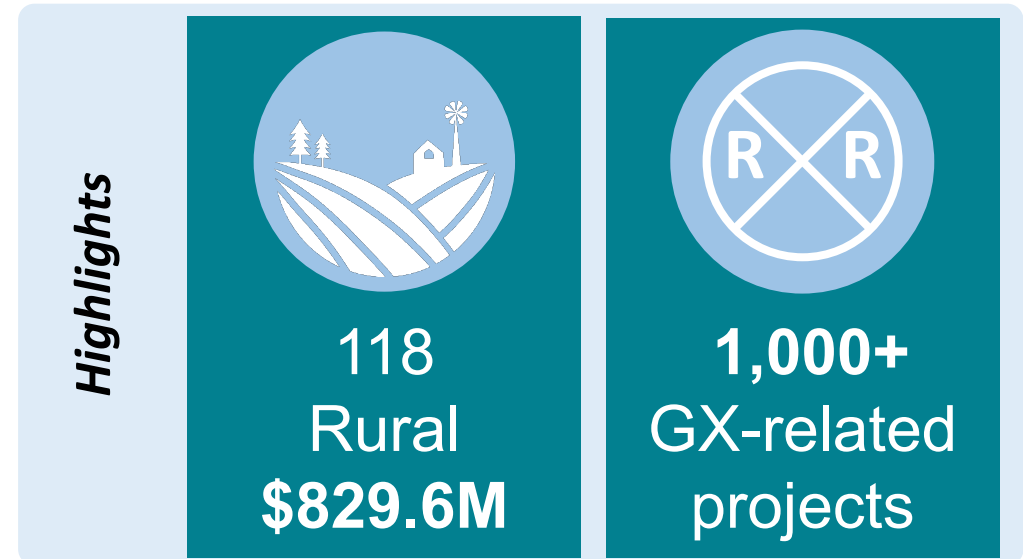 Highlights
118
Rural
$829.6M
R R
1,000+
GX-related
projects